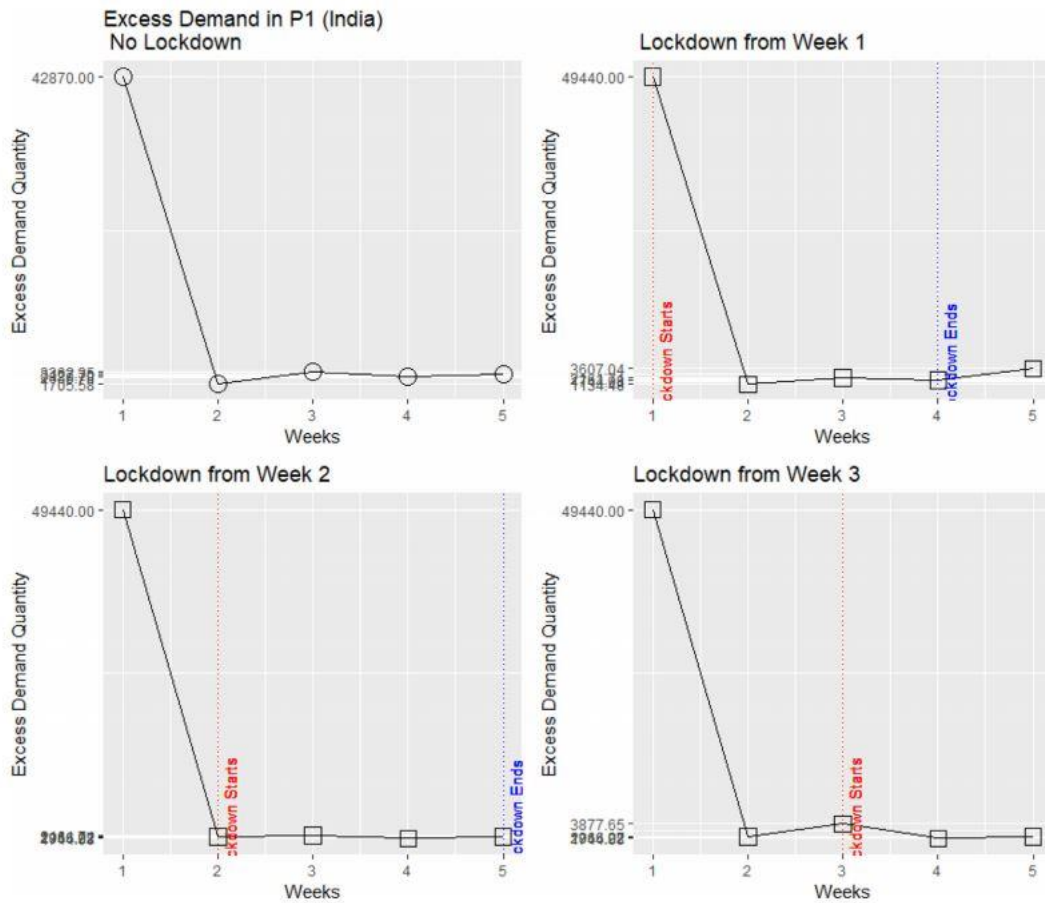 Excess Demand in P1 (India)
No Lockdown
Lockdown from Week 1
42870.00
49440.00
Excess Demand Quantity
Excess Demand Quantity
ckdown Starts
ckdown Ends
1705.58
3607.04
1 2 3 4 5
1 2 3 4 5
Weeks
Weeks
Lockdown from Week 2
Lockdown from Week 3
49440.00
49440.00
Excess Demand Quantity
Excess Demand Quantity
ckdown Starts
ckdown Ends
ckdown Starts
3877.65
1 2 3 4 5
1 2 3 4 5
Weeks
Weeks